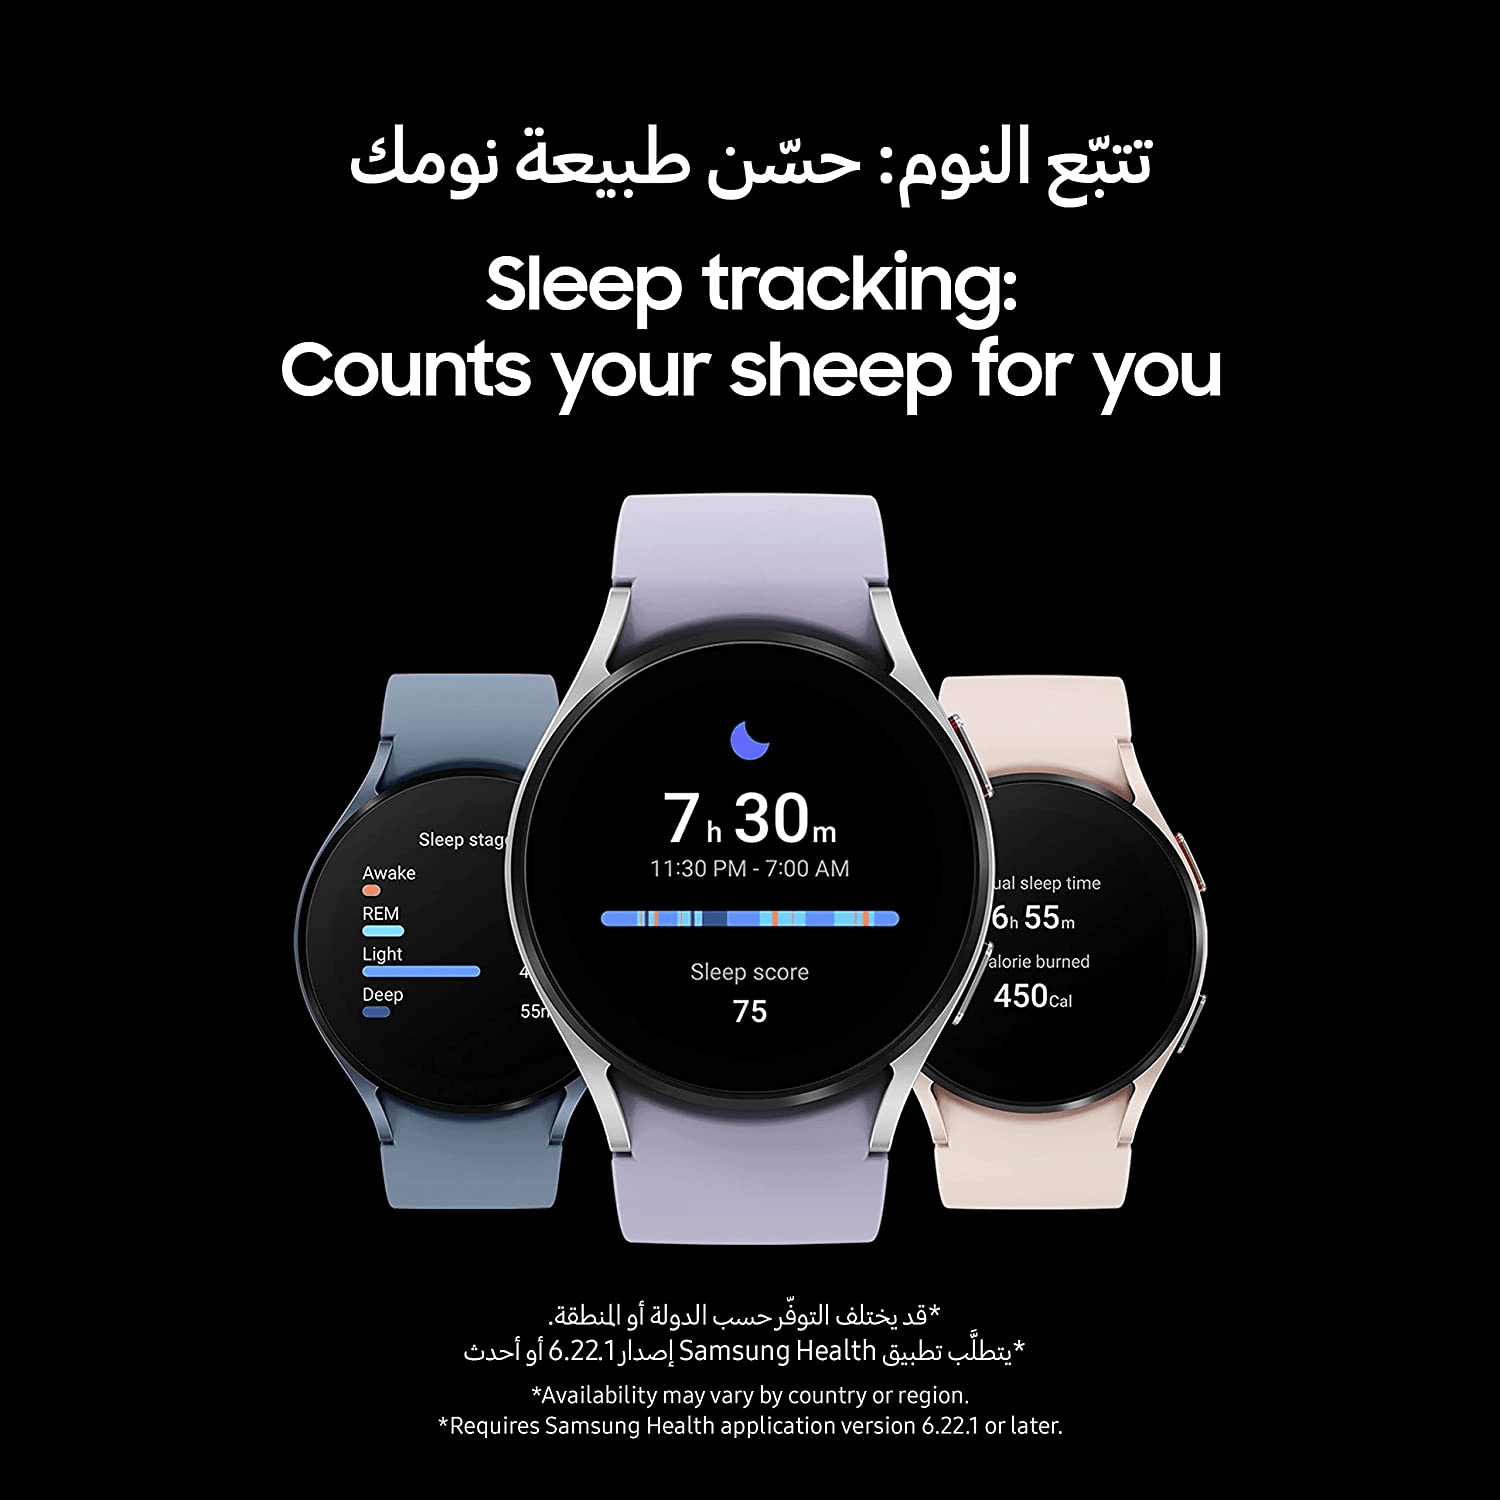 تتبّع النوم: حسّن طبيعة نومك
Sleep tracking:
Counts your sheep for you
Sleep stag
Awake
REM
Light
4
Deep
55m
7 h 30 m
11:30 PM - 7:00 AM
Sleep score
75
ual sleep time
6h 55m
alorie burned
450Cal
*قد يختلف التوفّر حسب الدولة أو المنطقة.
*يتطلَّب تطبيق Samsung Health إصدار 6.22.1 أو أحدث
*Availability may vary by country or region.
*Requires Samsung Health application version 6.22.1 or later.